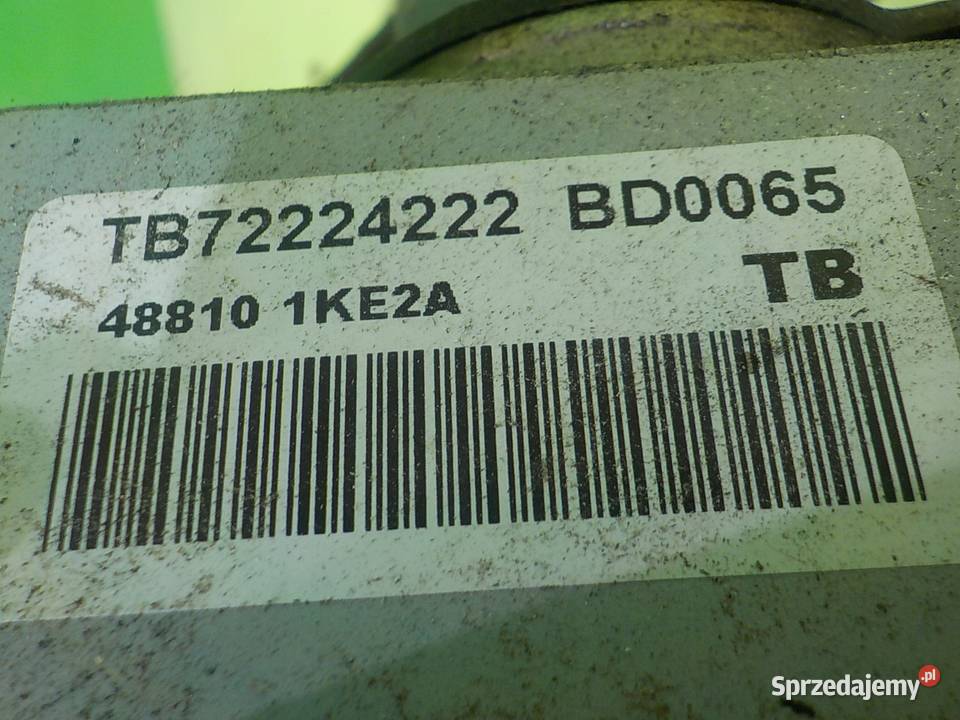 TB72224222 BD0065
48810 1KE2A TB
Sprzedajemy.pl